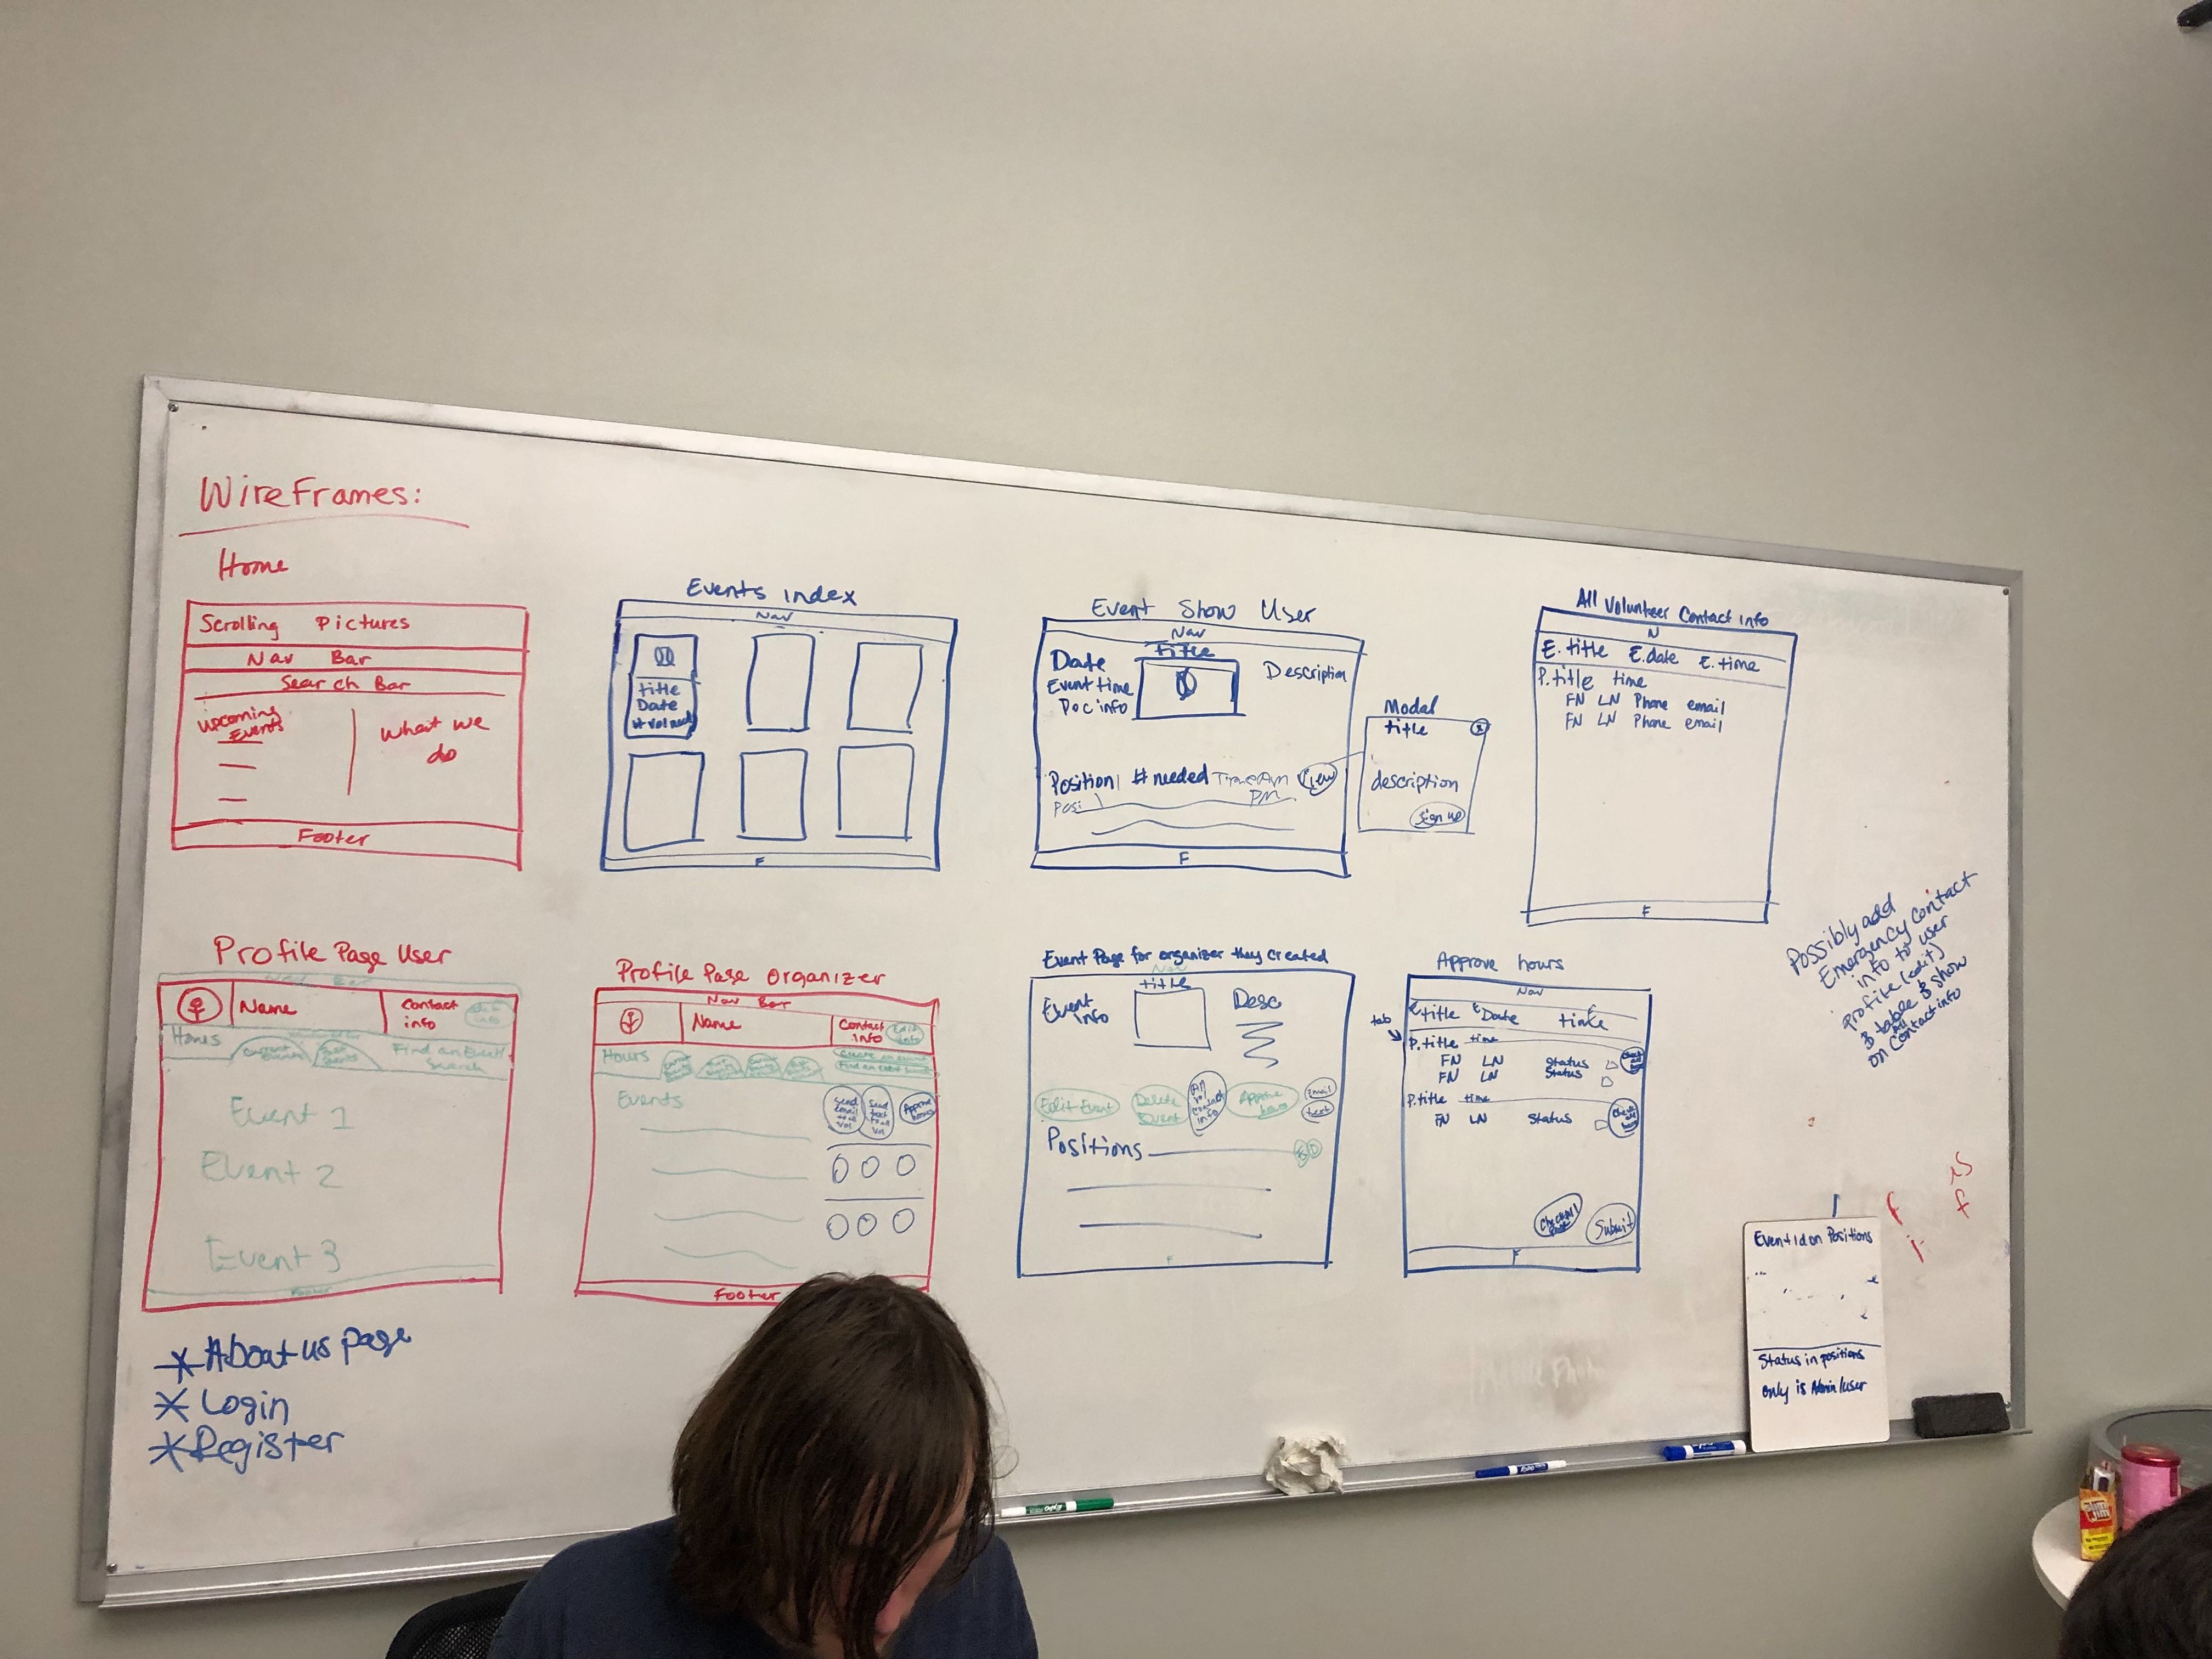 WireFrames:
Home
Scrolling Pictures
Nav Bar
Search Bar
Upcoming
Events
What we
do
Footer
Events index
Nav
title
Date
# vol
F
Event Show User
Nav
title
Date
Event time
Poc info
Description
Position # needed Time Am
PM
View
Posi
F
Modal
title
x
description
Sign up
All Volunteer Contact info
N
E. title E.date E. time
P. title time
FN LN Phone email
FN LN Phone email
F
Profile Page User
Nav Bar
Name
Contact
info
Edit
info
Hours
Current
Events
Past
Events
Find an Event
Search
Event 1
Event 2
Event 3
Footer
Profile Page Organizer
Nav Bar
Name
Contact
info
Edit
info
Hours
Create an event
Find an event
Events
Send
Email
to all
Vol
Send
text
to all
Vol
Approve
hours
Footer
Event Page for organizer they created
Nav
title
Event
info
Desc
Edit Event
Delete
Event
All
Vol
Contact
info
Approve
hours
Email
text
Positions
E D
F
Approve hours
Nav
E title E Date time
tab
P. title time
FN LN Status
FN LN Status
P. title time
FN LN Status
Check All
Submit
F
Possibly add
Emergency Contact
info to user
profile (edit)
& table & show
on All Contact info
* About us page
* Login
* Register
Event id on Positions
Status in positions
only is Admin/user